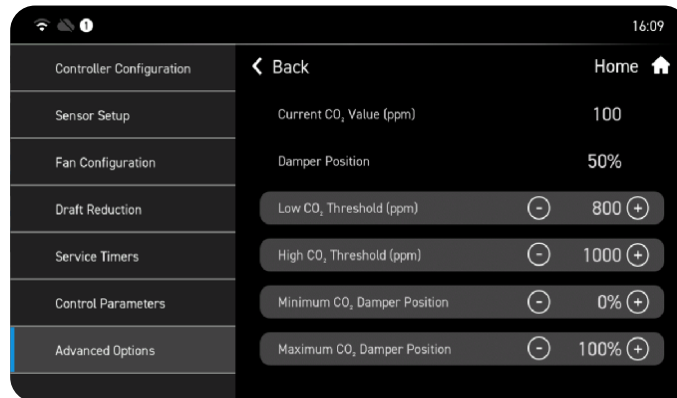 1 16:09
Controller Configuration
Sensor Setup
Fan Configuration
Draft Reduction
Service Timers
Control Parameters
Advanced Options
Back Home
Current CO₂ Value (ppm) 100
Damper Position 50%
Low CO₂ Threshold (ppm) - 800 +
High CO₂ Threshold (ppm) - 1000 +
Minimum CO₂ Damper Position - 0% +
Maximum CO₂ Damper Position - 100% +